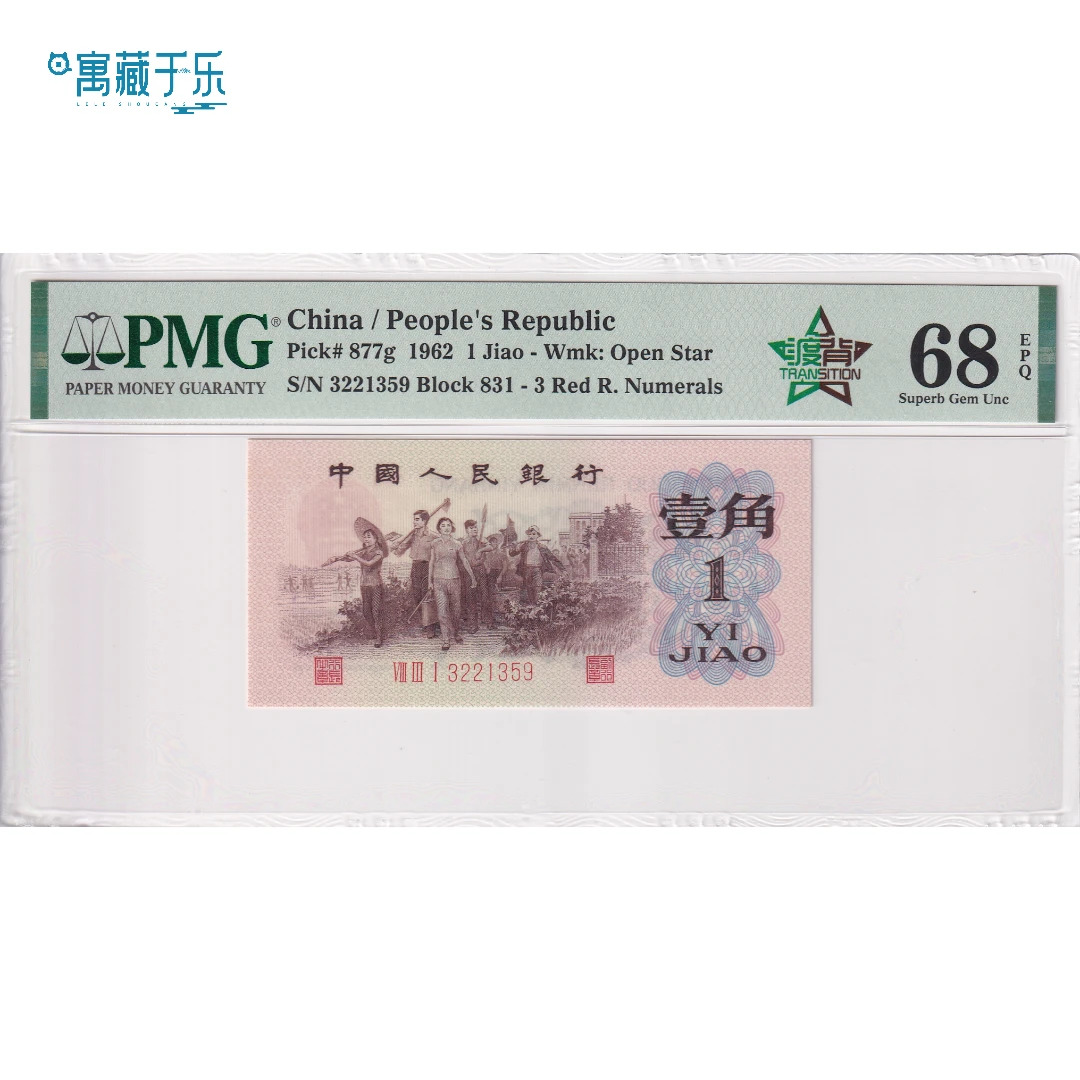 寓藏于乐
LELE SHOUCANG
PMG®
PAPER MONEY GUARANTY
China / People's Republic
Pick# 877g 1962 1 Jiao - Wmk: Open Star
S/N 3221359 Block 831 - 3 Red R. Numerals
渡背
TRANSITION
68
EPQ
Superb Gem Unc
中國人民銀行
壹角
1
YI
JIAO
VIII III I 3221359